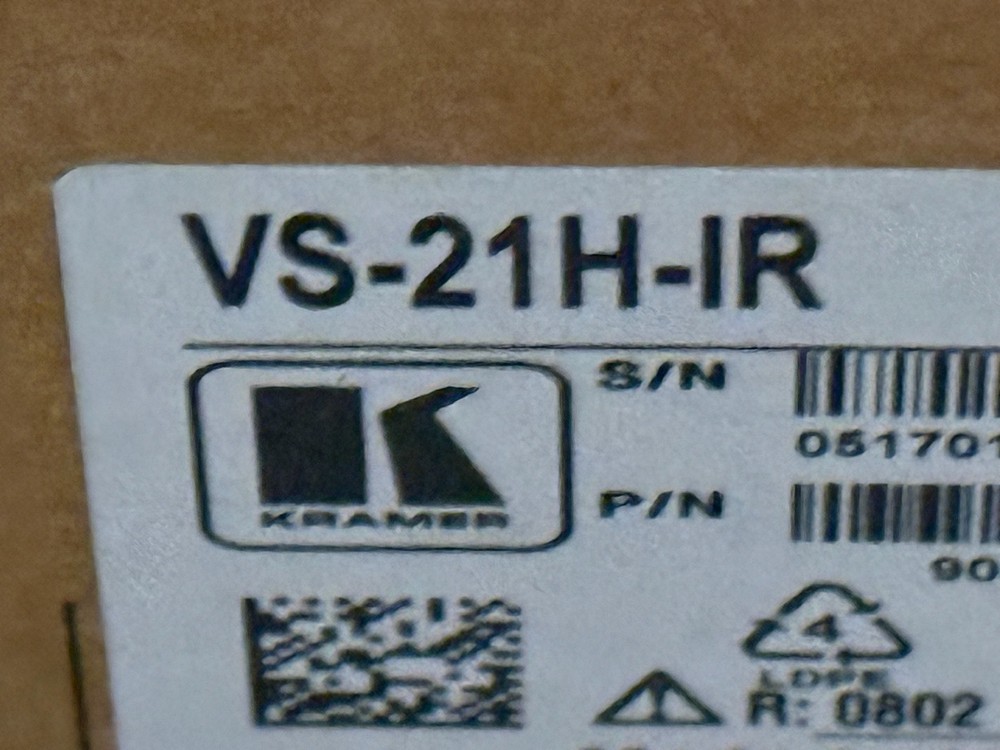 VS-21H-IR
S/N
051701
KRAMER
P/N
90
4
LDPE
R: 0802